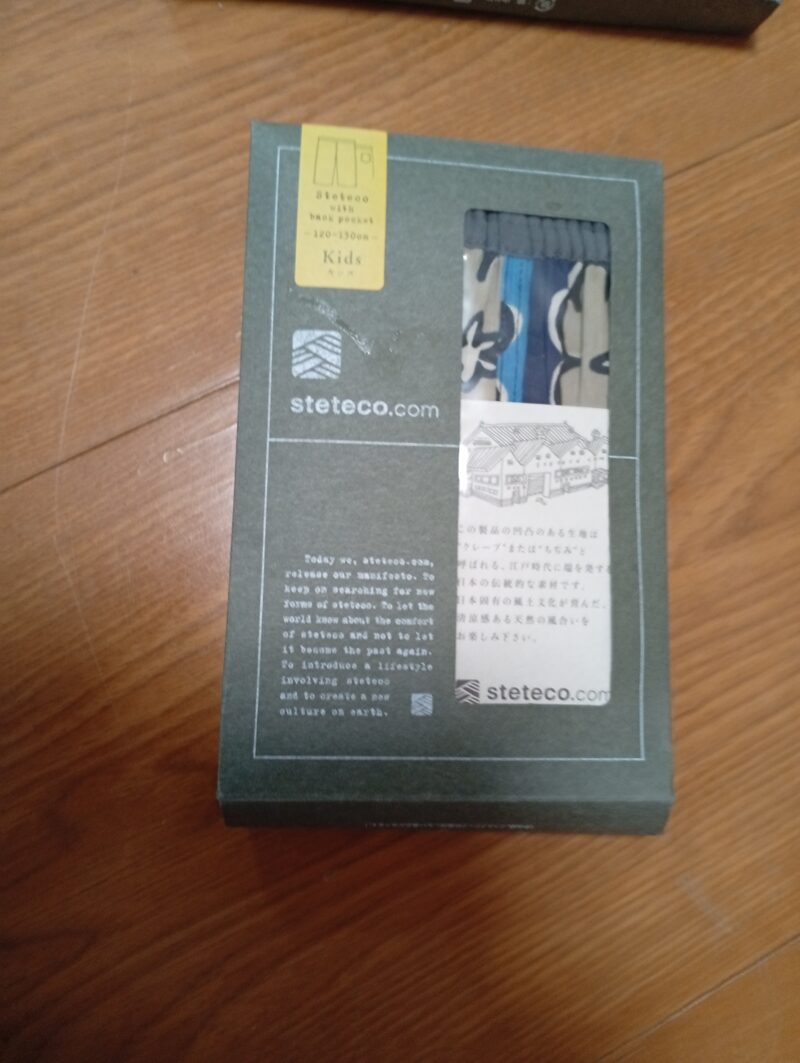 Steteco
with
back pocket
-120-130cm-
Kids
キッズ
steteco.com
Today we, steteco.com,
release our manifesto. To
keep on searching for new
forms of steteco. To let the
world know about the comfort
of steteco and not to let
it become the past again.
To introduce a lifestyle
involving steteco
and to create a new
culture on earth.
この製品の凹凸のある生地は
"クレープ"または"ちぢみ"と
呼ばれる、江戸時代に端を発する
日本の伝統的な素材です。
日本固有の風土文化が育んだ、
清涼感ある天然の風合いを
お楽しみ下さい。
steteco.com